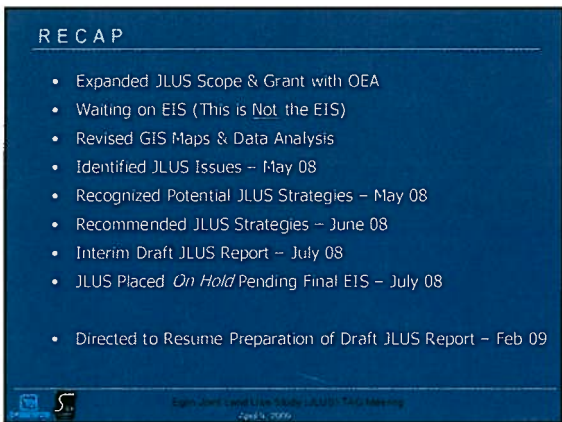 RECAP
• Expanded JLUS Scope & Grant with OEA
• Waiting on EIS (This is Not the EIS)
• Revised GIS Maps & Data Analysis
• Identified JLUS Issues – May 08
• Recognized Potential JLUS Strategies – May 08
• Recommended JLUS Strategies – June 08
• Interim Draft JLUS Report – July 08
• JLUS Placed On Hold Pending Final EIS – July 08
• Directed to Resume Preparation of Draft JLUS Report – Feb 09
Eglin Joint Land Use Study (JLUS) TAG Meeting